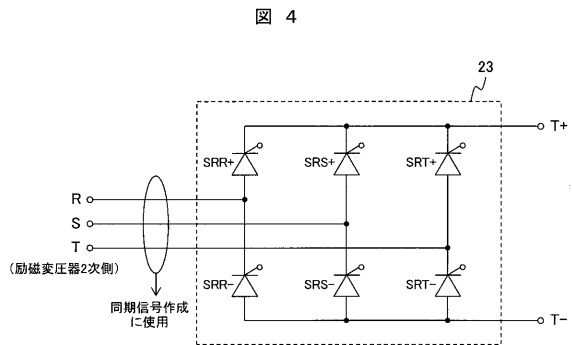 図 4
23
T+
SRR+
SRS+
SRT+
R
S
T
(励磁変圧器2次側)
SRR−
SRS−
SRT−
同期信号作成
に使用
T−